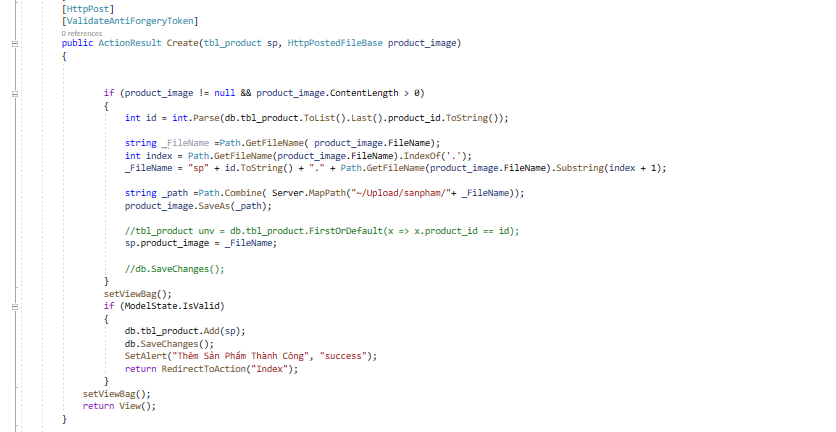 [HttpPost]
[ValidateAntiForgeryToken]
0 references
public ActionResult Create(tbl_product sp, HttpPostedFileBase product_image)
{
if (product_image != null && product_image.ContentLength > 0)
{
int id = int.Parse(db.tbl_product.ToList().Last().product_id.ToString());
string _FileName =Path.GetFileName( product_image.FileName);
int index = Path.GetFileName(product_image.FileName).IndexOf('.');
_FileName = "sp" + id.ToString() + "." + Path.GetFileName(product_image.FileName).Substring(index + 1);
string _path =Path.Combine( Server.MapPath("~/Upload/sanpham/"+ _FileName));
product_image.SaveAs(_path);
//tbl_product unv = db.tbl_product.FirstOrDefault(x => x.product_id == id);
sp.product_image = _FileName;
//db.SaveChanges();
}
setViewBag();
if (ModelState.IsValid)
{
db.tbl_product.Add(sp);
db.SaveChanges();
SetAlert("Thêm Sản Phẩm Thành Công", "success");
return RedirectToAction("Index");
}
setViewBag();
return View();
}